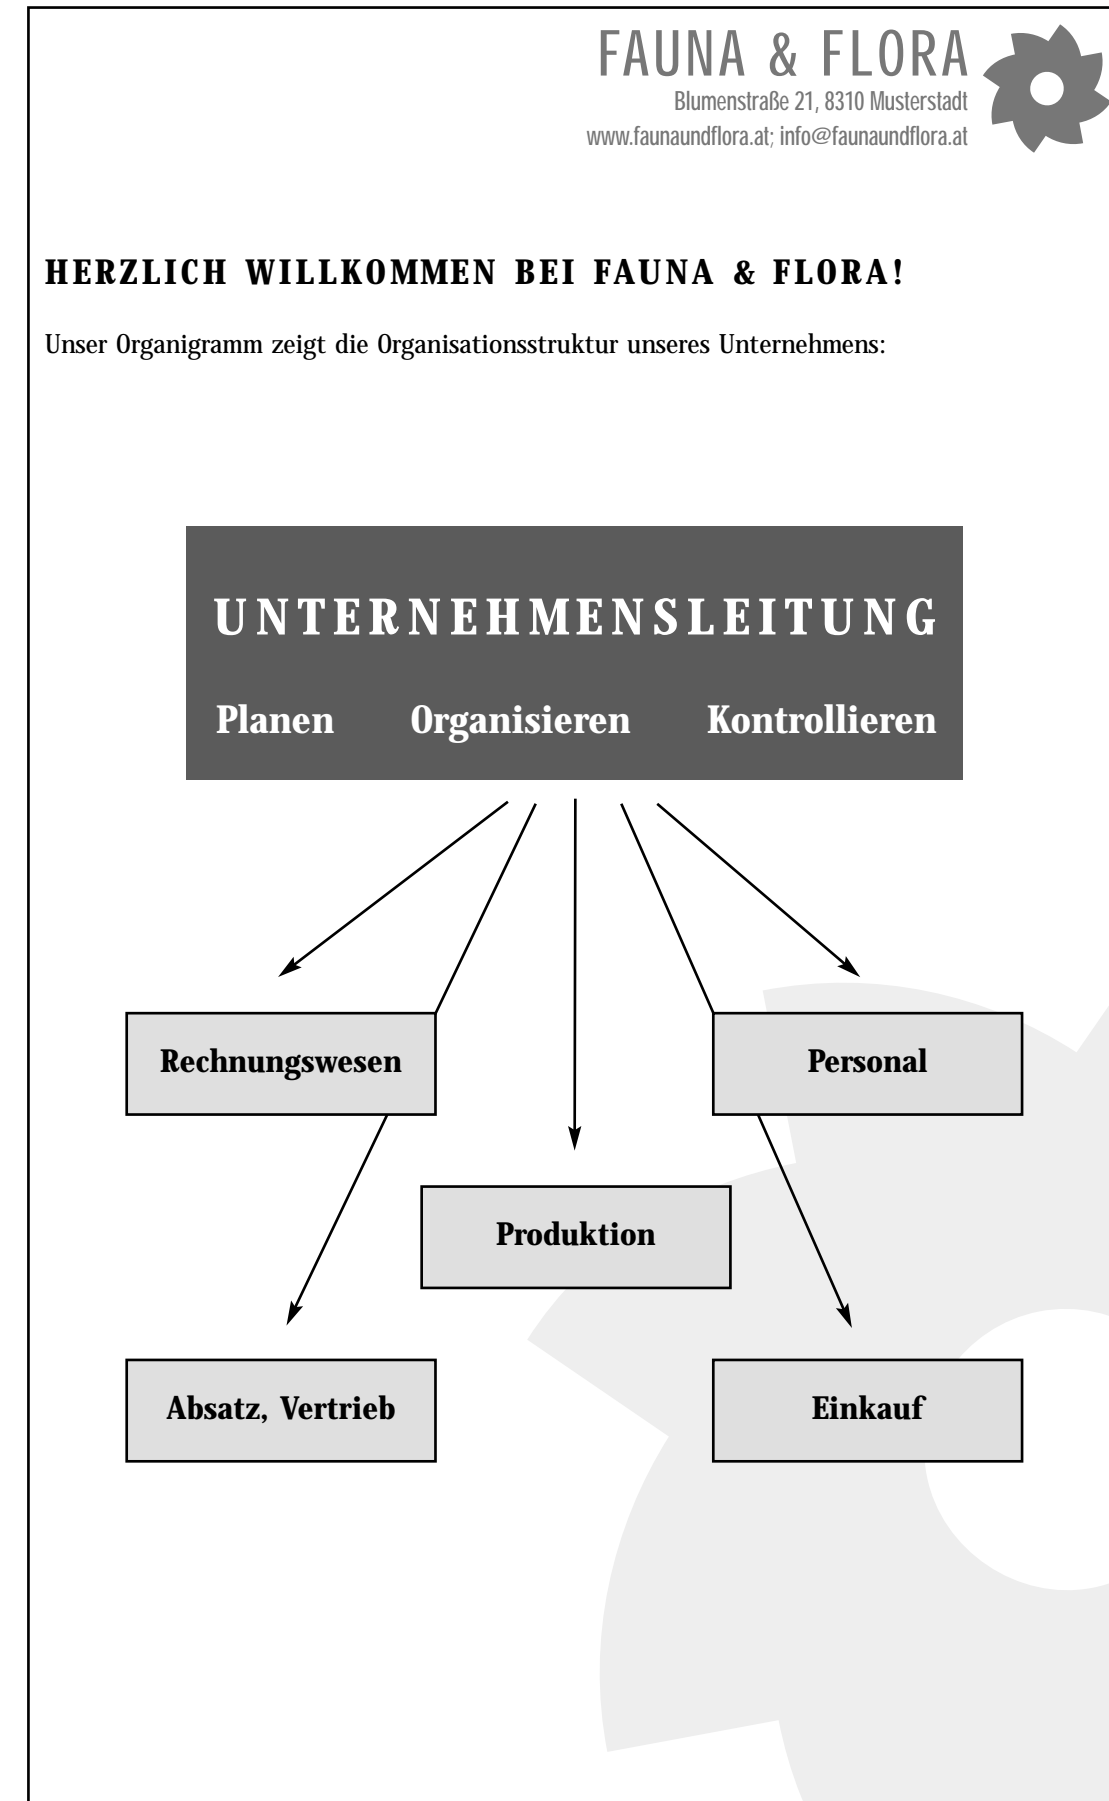 FAUNA & FLORA
Blumenstraße 21, 8310 Musterstadt
www.faunaundflora.at; info@faunaundflora.at
HERZLICH WILLKOMMEN BEI FAUNA & FLORA!
Unser Organigramm zeigt die Organisationsstruktur unseres Unternehmens:
UNTERNEHMENSLEITUNG
Planen Organisieren Kontrollieren
Rechnungswesen
Personal
Produktion
Absatz, Vertrieb
Einkauf